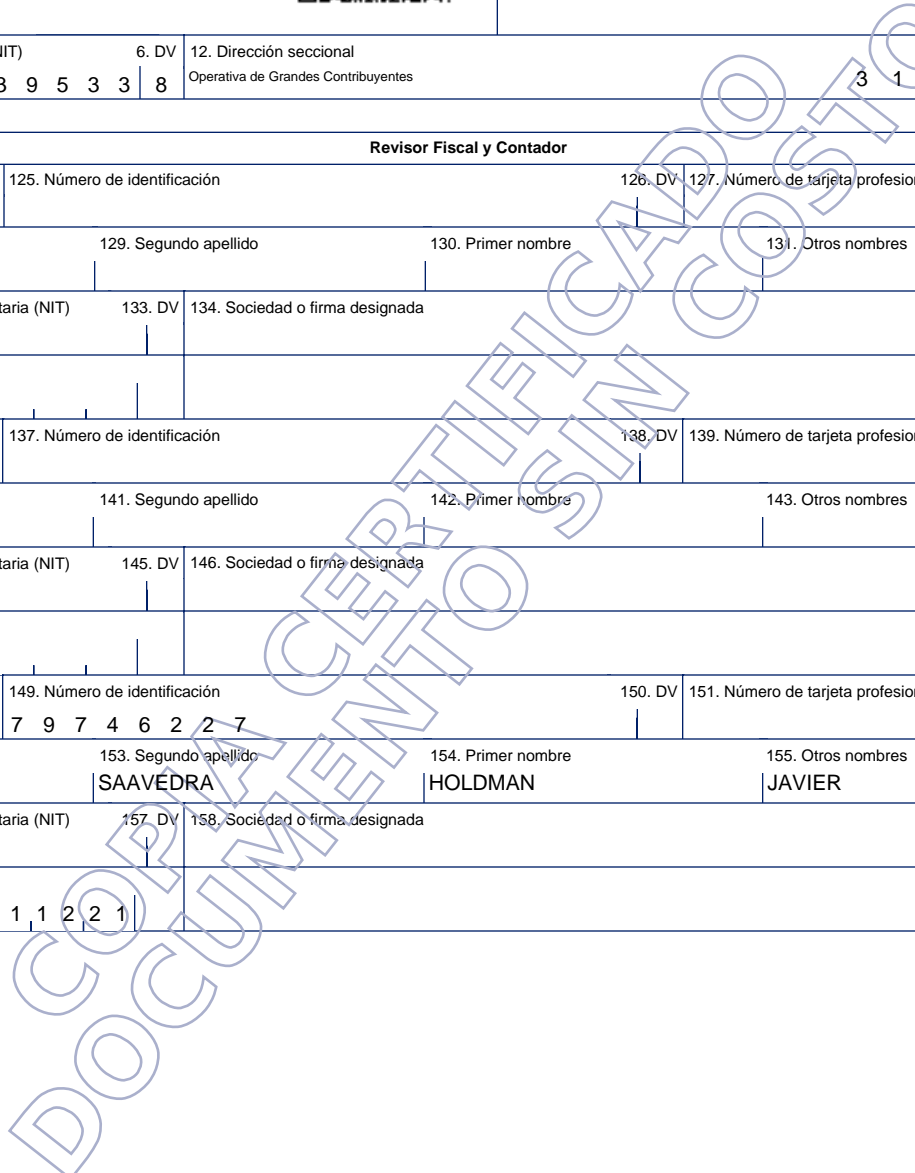 NIT) 6. DV 12. Dirección seccional
9 5 3 3 8 Operativa de Grandes Contribuyentes 3 1
Revisor Fiscal y Contador
125. Número de identificación 126. DV 127. Número de tarjeta profesion
129. Segundo apellido 130. Primer nombre 131. Otros nombres
taria (NIT) 133. DV 134. Sociedad o firma designada
137. Número de identificación 138. DV 139. Número de tarjeta profesion
141. Segundo apellido 142. Primer nombre 143. Otros nombres
taria (NIT) 145. DV 146. Sociedad o firma designada
149. Número de identificación 150. DV 151. Número de tarjeta profesion
7 9 7 4 6 2 2 7
153. Segundo apellido 154. Primer nombre 155. Otros nombres
SAAVEDRA HOLDMAN JAVIER
taria (NIT) 157. DV 158. Sociedad o firma designada
1 1 2 2 1
COPIA CERTIFICADO
DOCUMENTO SIN COSTO